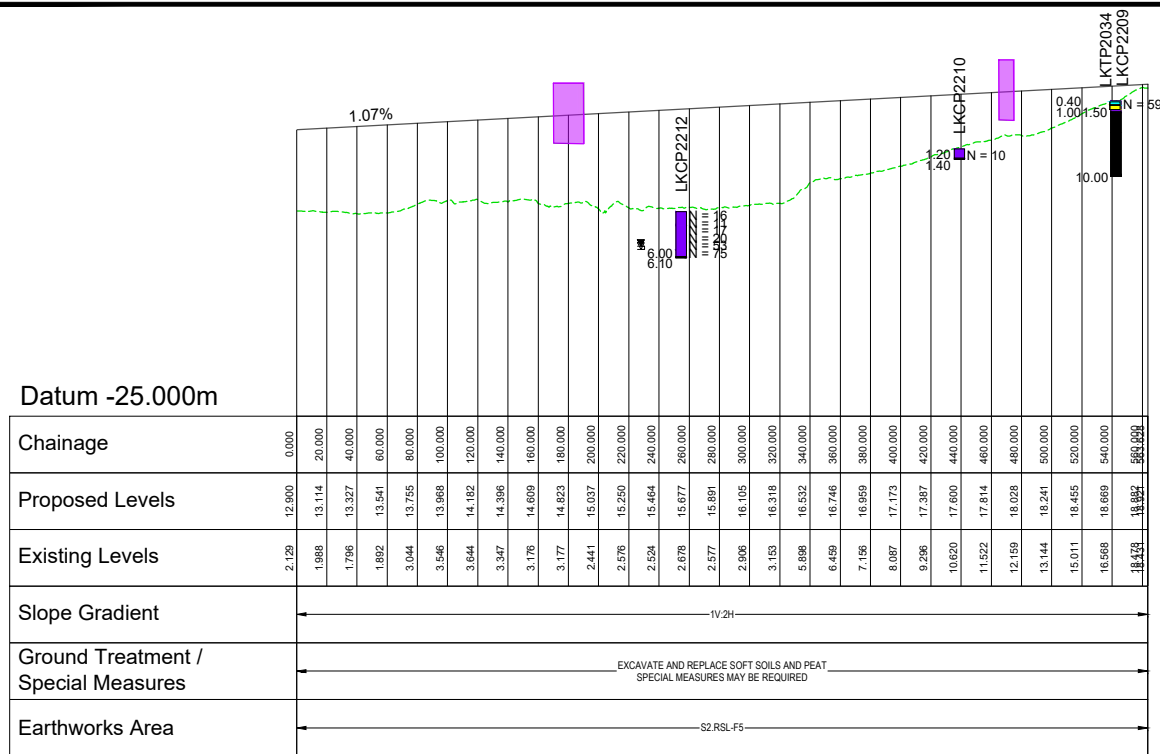 LKTP2034
LKCP2209
LKCP2210
LKCP2212
1.07%
0.40
1.00
1.50
N = 59
10.00
1.20
1.40
N = 10
N = 16
N = 11
N = 17
N = 20
N = 53
6.00
N = 75
6.10
Datum -25.000m
Chainage 0.000 20.000 40.000 60.000 80.000 100.000 120.000 140.000 160.000 180.000 200.000 220.000 240.000 260.000 280.000 300.000 320.000 340.000 360.000 380.000 400.000 420.000 440.000 460.000 480.000 500.000 520.000 540.000 560.000
Proposed Levels 12.900 13.114 13.327 13.541 13.755 13.968 14.182 14.396 14.609 14.823 15.037 15.250 15.464 15.677 15.891 16.105 16.318 16.532 16.746 16.959 17.173 17.387 17.600 17.814 18.028 18.241 18.455 18.669 18.882 18.921
Existing Levels 2.129 1.988 1.796 1.892 3.044 3.546 3.644 3.347 3.176 3.177 2.441 2.576 2.524 2.678 2.577 2.906 3.153 5.898 6.459 7.156 8.087 9.296 10.620 11.522 12.159 13.144 15.011 16.568 18.478 18.431
Slope Gradient 1V:2H
Ground Treatment /
Special Measures
EXCAVATE AND REPLACE SOFT SOILS AND PEAT
SPECIAL MEASURES MAY BE REQUIRED
Earthworks Area S2.RSL-F5